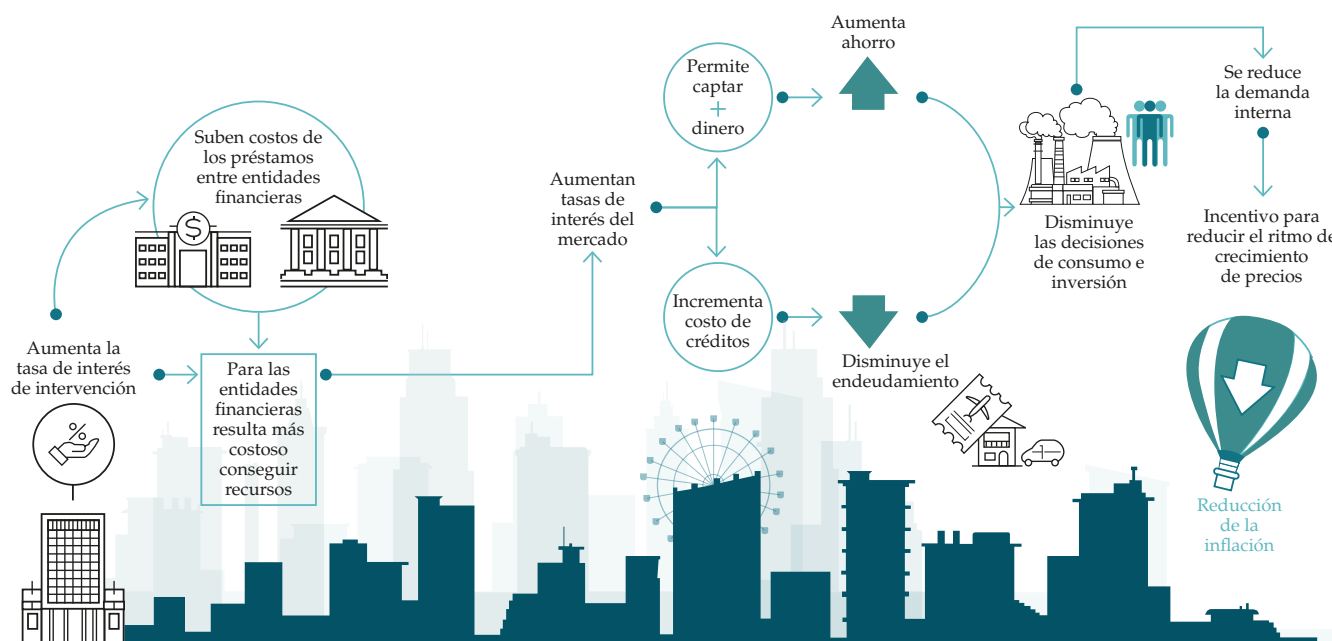 Aumenta la
tasa de interés
de intervención
Suben costos de
los préstamos
entre entidades
financieras
$
Para las
entidades
financieras
resulta más
costoso
conseguir
recursos
%
Aumentan
tasas de
interés del
mercado
Permite
captar
+
dinero
Aumenta
ahorro
Incrementa
costo de
créditos
Disminuye el
endeudamiento
Disminuye
las decisiones
de consumo e
inversión
Se reduce
la demanda
interna
Incentivo para
reducir el ritmo de
crecimiento
de precios
Reducción
de la
inflación